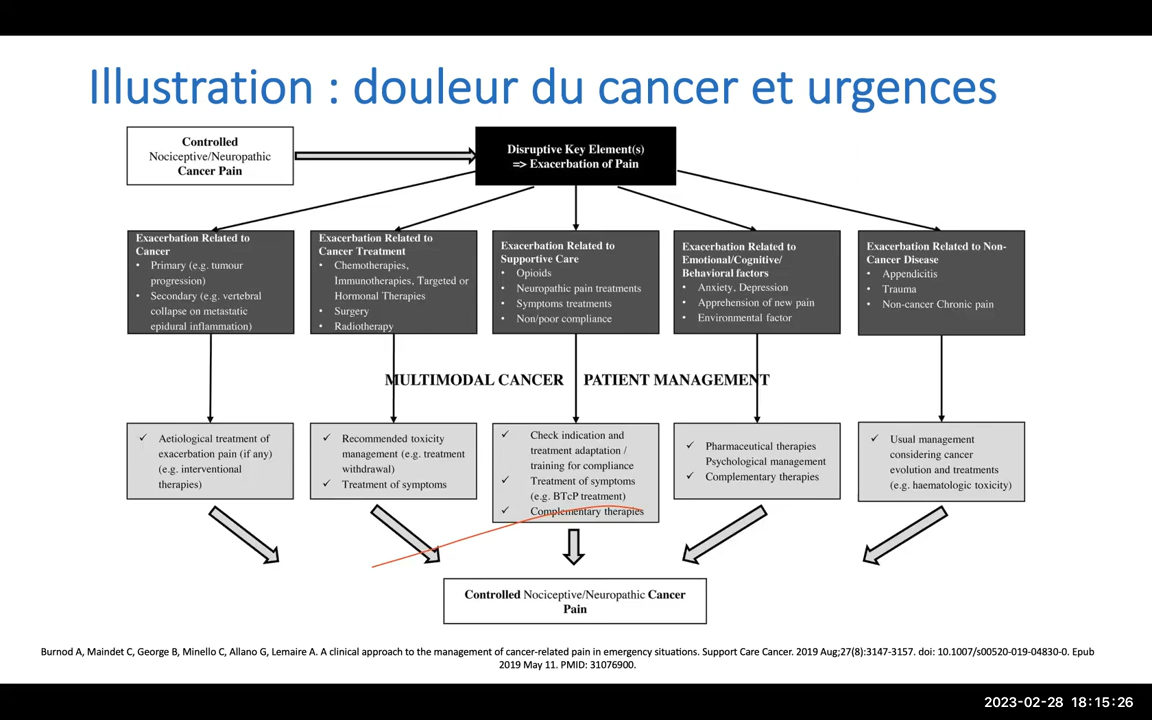 Illustration : douleur du cancer et urgences
Controlled
Nociceptive/Neuropathic
Cancer Pain
Disruptive Key Element(s)
=> Exacerbation of Pain
Exacerbation Related to
Cancer
• Primary (e.g. tumour
progression)
• Secondary (e.g. vertebral
collapse on metastatic
epidural inflammation)
Exacerbation Related to
Cancer Treatment
• Chemotherapies,
Immunotherapies, Targeted or
Hormonal Therapies
• Surgery
• Radiotherapy
Exacerbation Related to
Supportive Care
• Opioids
• Neuropathic pain treatments
• Symptoms treatments
• Non/poor compliance
Exacerbation Related to
Emotional/Cognitive/
Behavioral factors
• Anxiety, Depression
• Apprehension of new pain
• Environmental factor
Exacerbation Related to Non-
Cancer Disease
• Appendicitis
• Trauma
• Non-cancer Chronic pain
MULTIMODAL CANCER PATIENT MANAGEMENT
✓ Aetiological treatment of
exacerbation pain (if any)
(e.g. interventional
therapies)
✓ Recommended toxicity
management (e.g. treatment
withdrawal)
✓ Treatment of symptoms
✓ Check indication and
treatment adaptation /
training for compliance
✓ Treatment of symptoms
(e.g. BTcP treatment)
✓ Complementary therapies
✓ Pharmaceutical therapies
Psychological management
✓ Complementary therapies
✓ Usual management
considering cancer
evolution and treatments
(e.g. haematologic toxicity)
Controlled Nociceptive/Neuropathic Cancer
Pain
Burnod A, Maindet C, George B, Minello C, Allano G, Lemaire A. A clinical approach to the management of cancer-related pain in emergency situations. Support Care Cancer. 2019 Aug;27(8):3147-3157. doi: 10.1007/s00520-019-04830-0. Epub
2019 May 11. PMID: 31076900.
2023-02-28 18:15:26